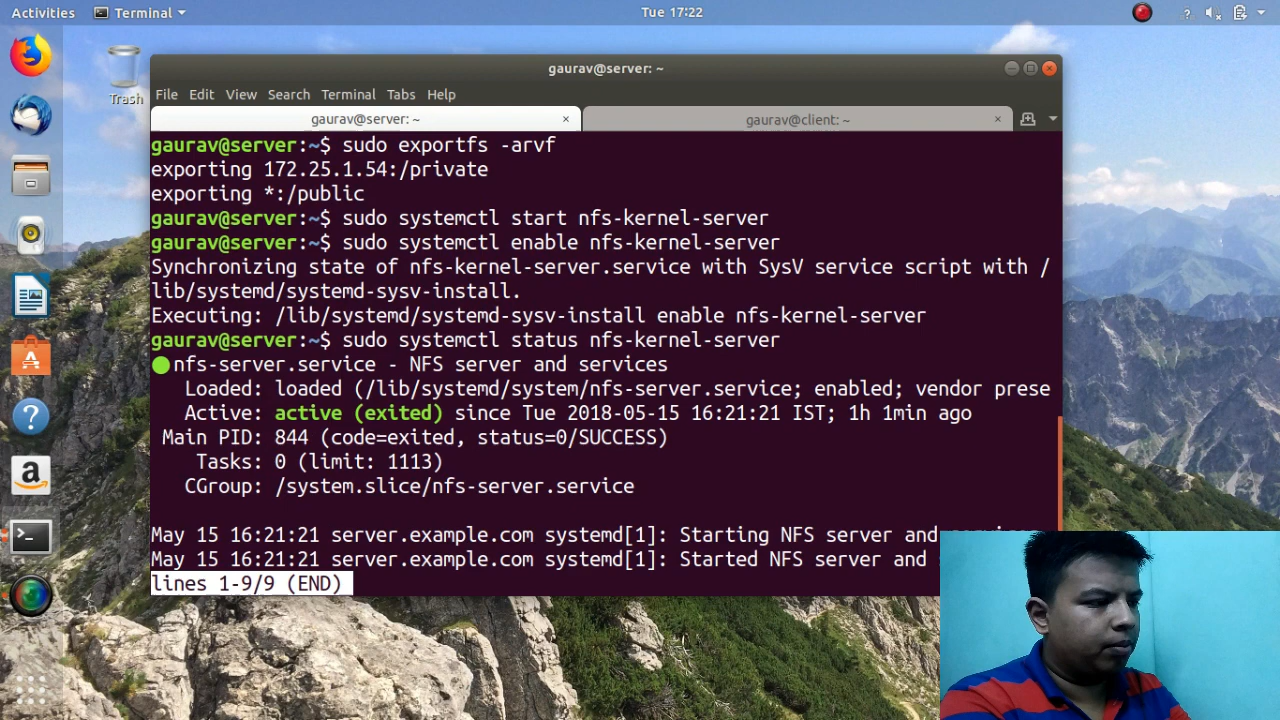 Activities Terminal Tue 17:22
Trash
gaurav@server: ~
File Edit View Search Terminal Tabs Help
gaurav@server: ~ × gaurav@client: ~ ×
gaurav@server:~$ sudo exportfs -arvf
exporting 172.25.1.54:/private
exporting *:/public
gaurav@server:~$ sudo systemctl start nfs-kernel-server
gaurav@server:~$ sudo systemctl enable nfs-kernel-server
Synchronizing state of nfs-kernel-server.service with SysV service script with /
lib/systemd/systemd-sysv-install.
Executing: /lib/systemd/systemd-sysv-install enable nfs-kernel-server
gaurav@server:~$ sudo systemctl status nfs-kernel-server
● nfs-server.service - NFS server and services
Loaded: loaded (/lib/systemd/system/nfs-server.service; enabled; vendor prese
Active: active (exited) since Tue 2018-05-15 16:21:21 IST; 1h 1min ago
Main PID: 844 (code=exited, status=0/SUCCESS)
Tasks: 0 (limit: 1113)
CGroup: /system.slice/nfs-server.service
May 15 16:21:21 server.example.com systemd[1]: Starting NFS server and
May 15 16:21:21 server.example.com systemd[1]: Started NFS server and
lines 1-9/9 (END)